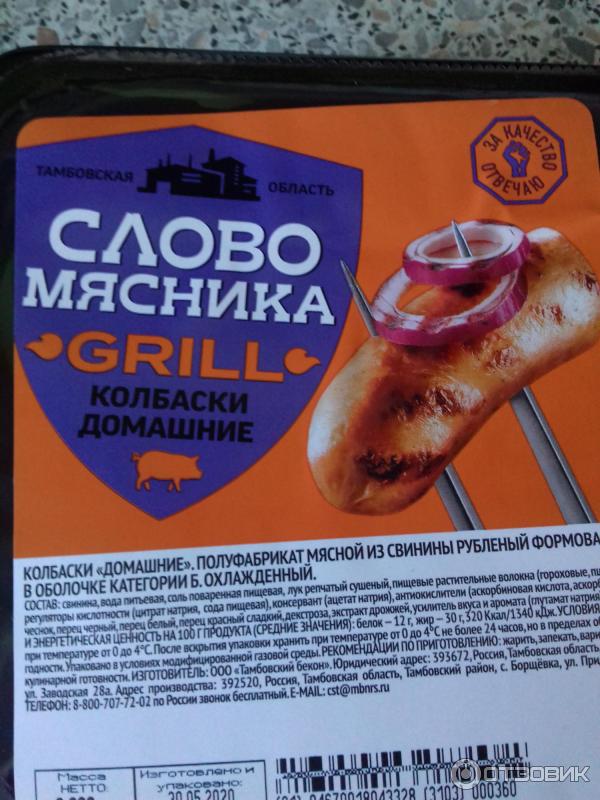 ТАМБОВСКАЯ ОБЛАСТЬ
ЗА КАЧЕСТВО
ОТВЕЧАЮ
СЛОВО
МЯСНИКА
GRILL
КОЛБАСКИ
ДОМАШНИЕ
КОЛБАСКИ «ДОМАШНИЕ». ПОЛУФАБРИКАТ МЯСНОЙ ИЗ СВИНИНЫ РУБЛЕНЫЙ ФОРМОВА
В ОБОЛОЧКЕ КАТЕГОРИИ Б. ОХЛАЖДЕННЫЙ.
СОСТАВ: свинина, вода питьевая, соль поваренная пищевая, лук репчатый сушеный, пищевые растительные волокна (гороховые,
регуляторы кислотности (цитрат натрия, сода пищевая), консервант (ацетат натрия), антиокислители (аскорбиновая кислота,
чеснок, перец черный, перец белый, перец красный сладкий, декстроза, экстракт дрожжей, усилитель вкуса и аромата (глутамат натрия
И ЭНЕРГЕТИЧЕСКАЯ ЦЕННОСТЬ НА 100 Г ПРОДУКТА (СРЕДНИЕ ЗНАЧЕНИЯ): белок – 12 г, жир – 30 г, 320 Ккал/1340 кДж. УСЛОВИЯ
при температуре от 0 до 4°С. После вскрытия упаковки хранить при температуре от 0 до 4°С не более 24 часов, но в пределах
годности. Упаковано в условиях модифицированной газовой среды. РЕКОМЕНДАЦИИ ПО ПРИГОТОВЛЕНИЮ: жарить, запекать,
кулинарной готовности. ИЗГОТОВИТЕЛЬ: ООО «Тамбовский бекон». Юридический адрес: 393672, Россия, Тамбовская область,
ул. Заводская 28а. Адрес производства: 392520, Россия, Тамбовская область, Тамбовский район, с. Борщёвка, ул.
ТЕЛЕФОН: 8-800-707-72-02 по России звонок бесплатный. E-MAIL: cst@mbnrs.ru
Масса
НЕТТО:
Изготовлено и
упаковано:
30.05.2020
(01) 04670018043328 (3103) 000360
ОТЗОВИК